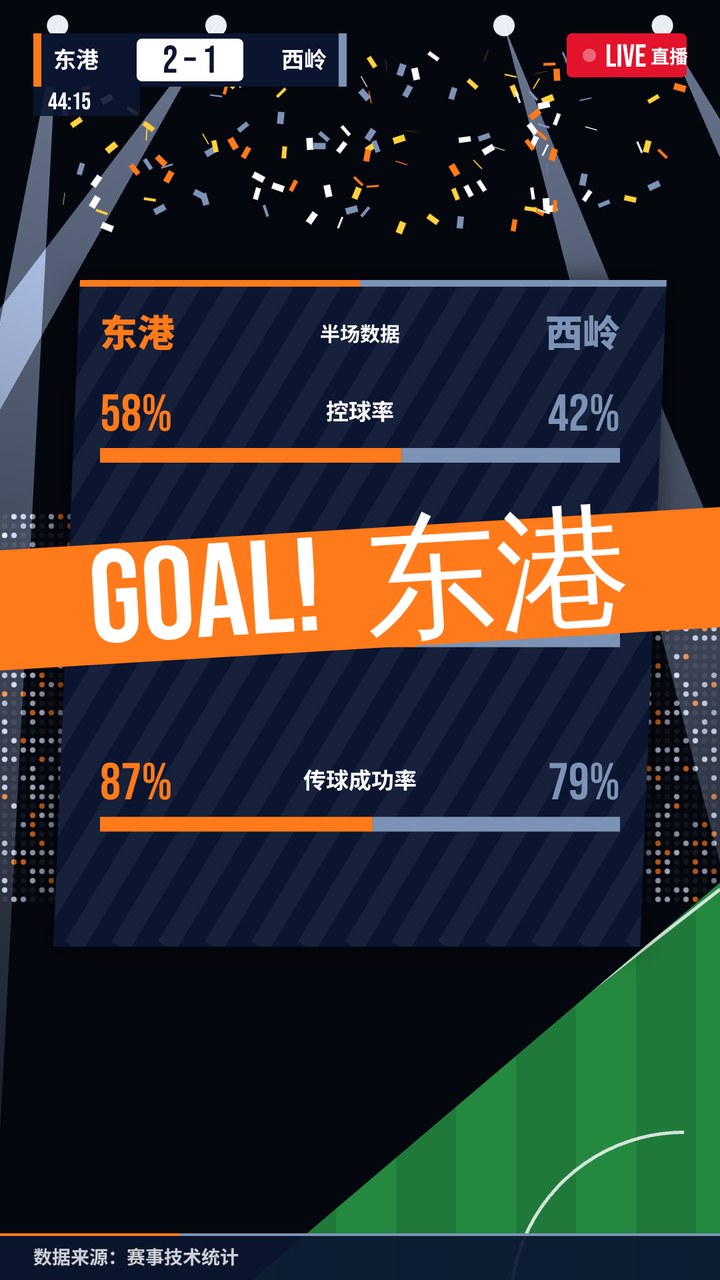 东港 2-1 西岭
44:15
LIVE 直播
东港 半场数据 西岭
58% 控球率 42%
GOAL! 东港
87% 传球成功率 79%
数据来源：赛事技术统计